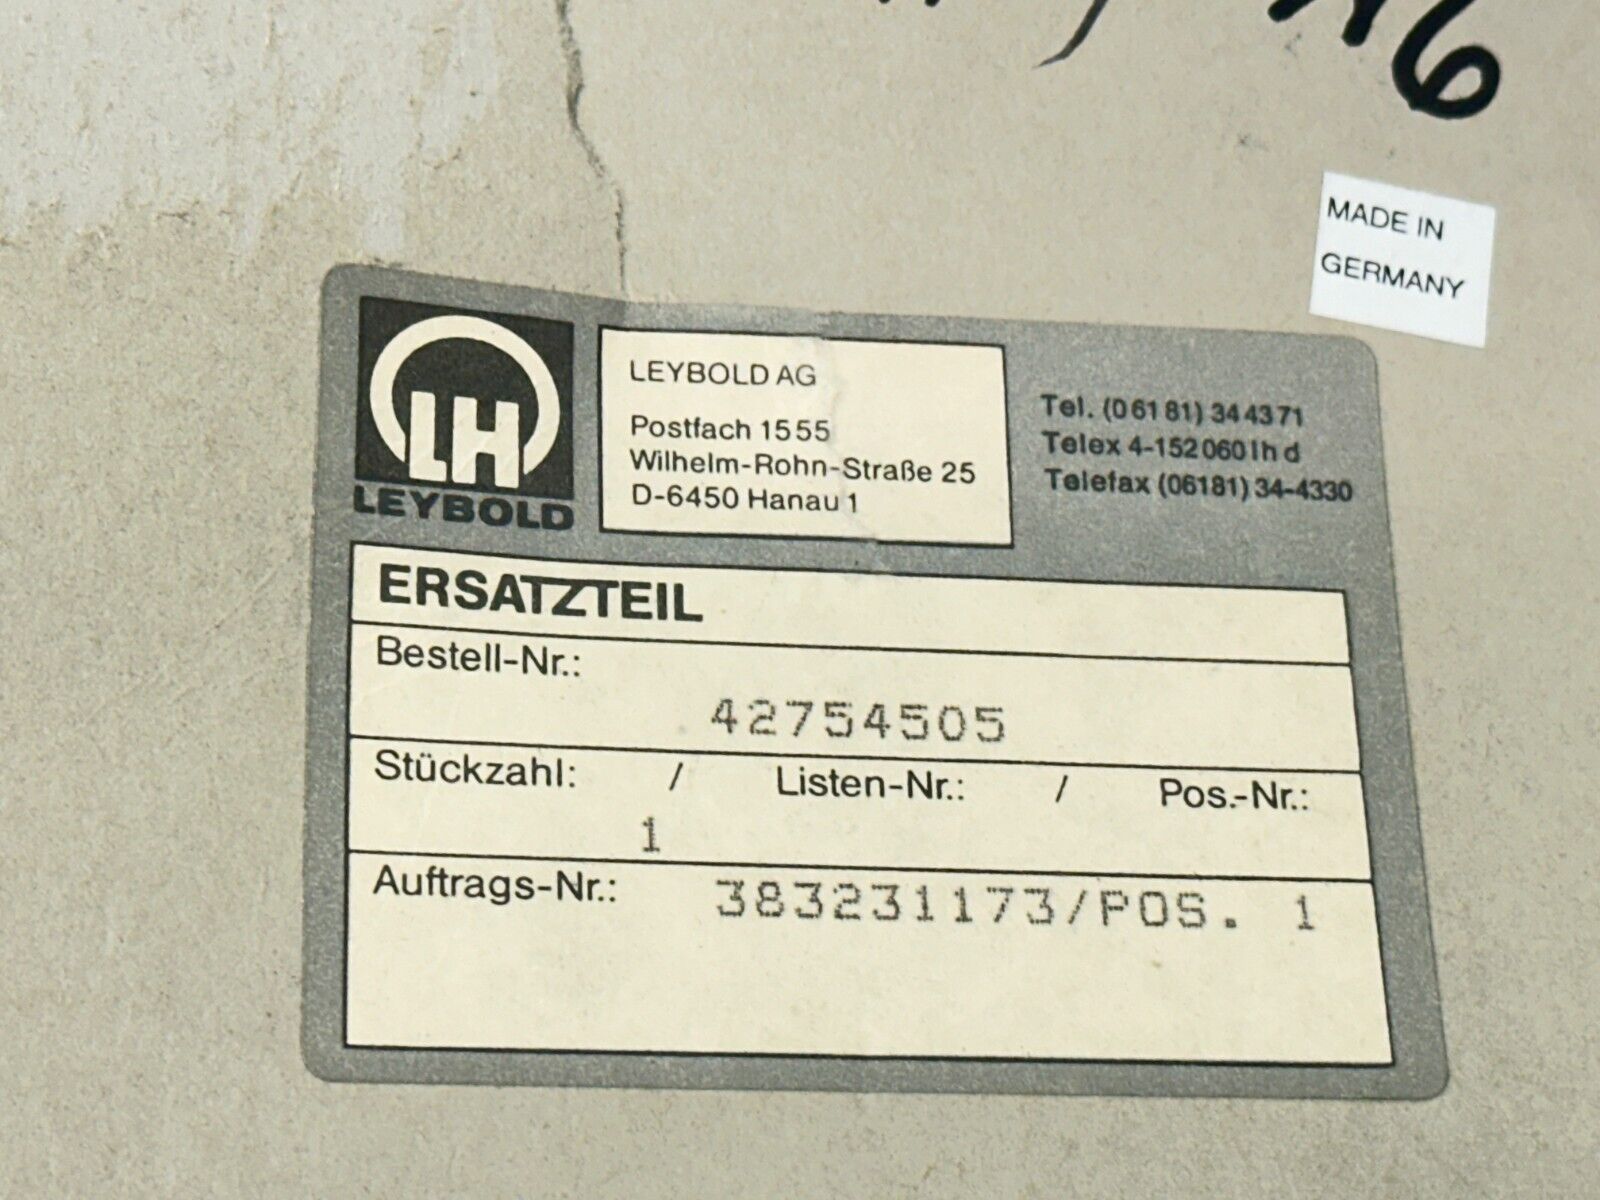 MADE IN
GERMANY
LH
LEYBOLD
LEYBOLD AG
Postfach 1555
Wilhelm-Rohn-Straße 25
D-6450 Hanau 1
Tel. (06181) 344371
Telex 4-152060 lh d
Telefax (06181) 34-4330
ERSATZTEIL
Bestell-Nr.:
42754505
Stückzahl: / Listen-Nr.: / Pos.-Nr.:
1
Auftrags-Nr.: 383231173/POS. 1